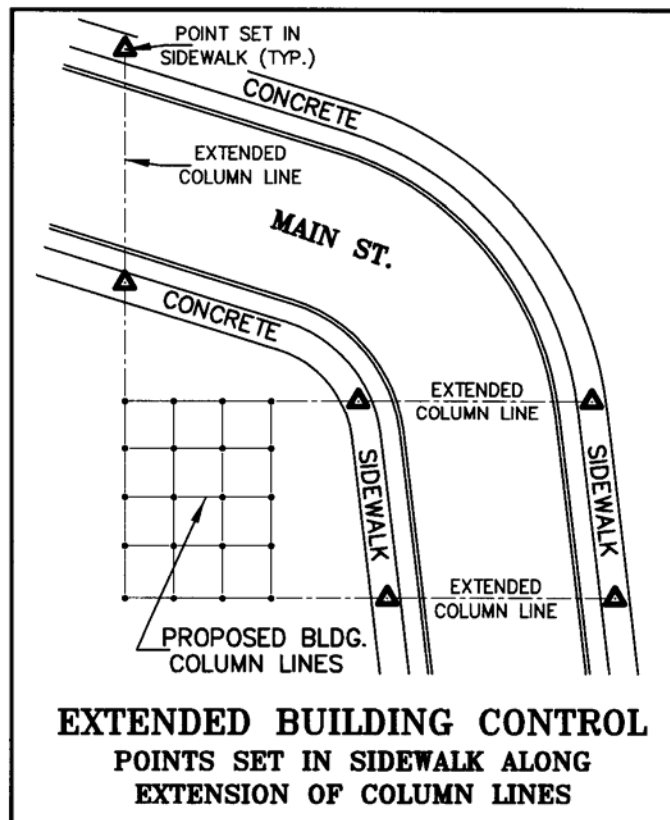 POINT SET IN
SIDEWALK (TYP.)
CONCRETE
EXTENDED
COLUMN LINE
MAIN ST.
CONCRETE
EXTENDED
COLUMN LINE
SIDEWALK
SIDEWALK
EXTENDED
COLUMN LINE
PROPOSED BLDG.
COLUMN LINES
EXTENDED BUILDING CONTROL
POINTS SET IN SIDEWALK ALONG
EXTENSION OF COLUMN LINES